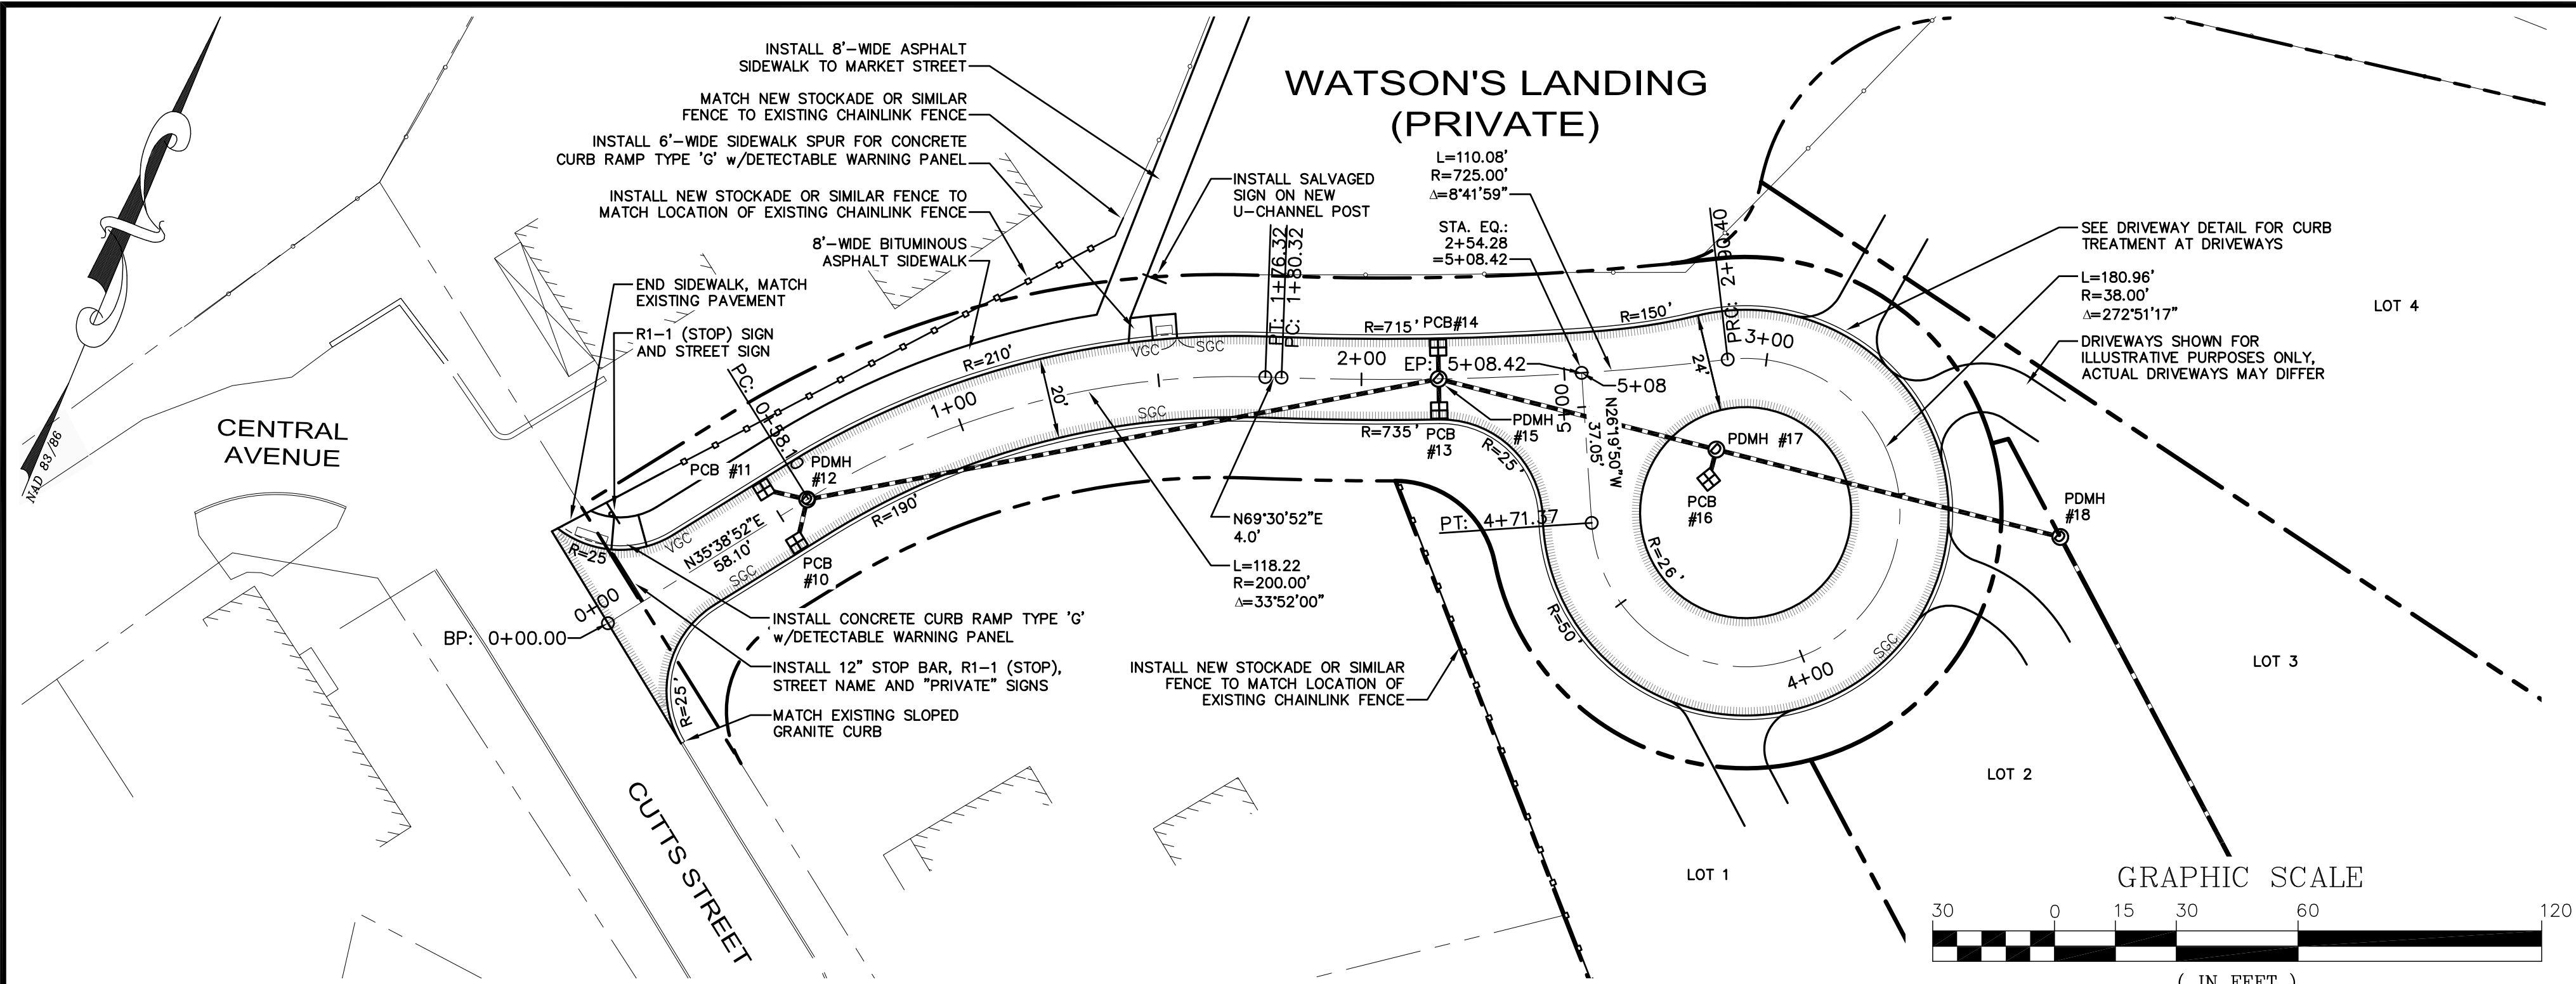 INSTALL 8'-WIDE ASPHALT
SIDEWALK TO MARKET STREET
MATCH NEW STOCKADE OR SIMILAR
FENCE TO EXISTING CHAINLINK FENCE
INSTALL 6'-WIDE SIDEWALK SPUR FOR CONCRETE
CURB RAMP TYPE 'G' w/DETECTABLE WARNING PANEL
INSTALL NEW STOCKADE OR SIMILAR FENCE TO
MATCH LOCATION OF EXISTING CHAINLINK FENCE
8'-WIDE BITUMINOUS
ASPHALT SIDEWALK
END SIDEWALK, MATCH
EXISTING PAVEMENT
R1-1 (STOP) SIGN
AND STREET SIGN
WATSON'S LANDING
(PRIVATE)
INSTALL SALVAGED
SIGN ON NEW
U-CHANNEL POST
L=110.08'
R=725.00'
Δ=8°41'59"
STA. EQ.:
2+54.28
=5+08.42
PT: 1+76.32
PC: 1+80.32
PRC: 2+90.40
SEE DRIVEWAY DETAIL FOR CURB
TREATMENT AT DRIVEWAYS
L=180.96'
R=38.00'
Δ=272°51'17"
DRIVEWAYS SHOWN FOR
ILLUSTRATIVE PURPOSES ONLY,
ACTUAL DRIVEWAYS MAY DIFFER
LOT 4
NAD 83/86
CENTRAL
AVENUE
PC: 0+58.10
R=210'
1+00
20'
VGC
SGC
SGC
R=715'
PCB#14
R=150'
2+00
EP: 5+08.42
5+08
3+00
24'
5+00
N26°19'50"W
37.05'
R=735'
PCB
#13
PDMH
#15
R=25'
PDMH #17
PCB
#16
PDMH
#18
PCB #11
PDMH
#12
R=190'
PCB
#10
N35°38'52"E
58.10'
VGC
SGC
R=25'
0+00
BP: 0+00.00
R=25'
N69°30'52"E
4.0'
L=118.22
R=200.00'
Δ=33°52'00"
PT: 4+71.37
R=26'
R=50'
4+00
SGC
INSTALL CONCRETE CURB RAMP TYPE 'G'
w/DETECTABLE WARNING PANEL
INSTALL 12" STOP BAR, R1-1 (STOP),
STREET NAME AND "PRIVATE" SIGNS
MATCH EXISTING SLOPED
GRANITE CURB
INSTALL NEW STOCKADE OR SIMILAR
FENCE TO MATCH LOCATION OF
EXISTING CHAINLINK FENCE
CUTTS STREET
LOT 3
LOT 2
LOT 1
GRAPHIC SCALE
30 0 15 30 60 120
( IN FEET )